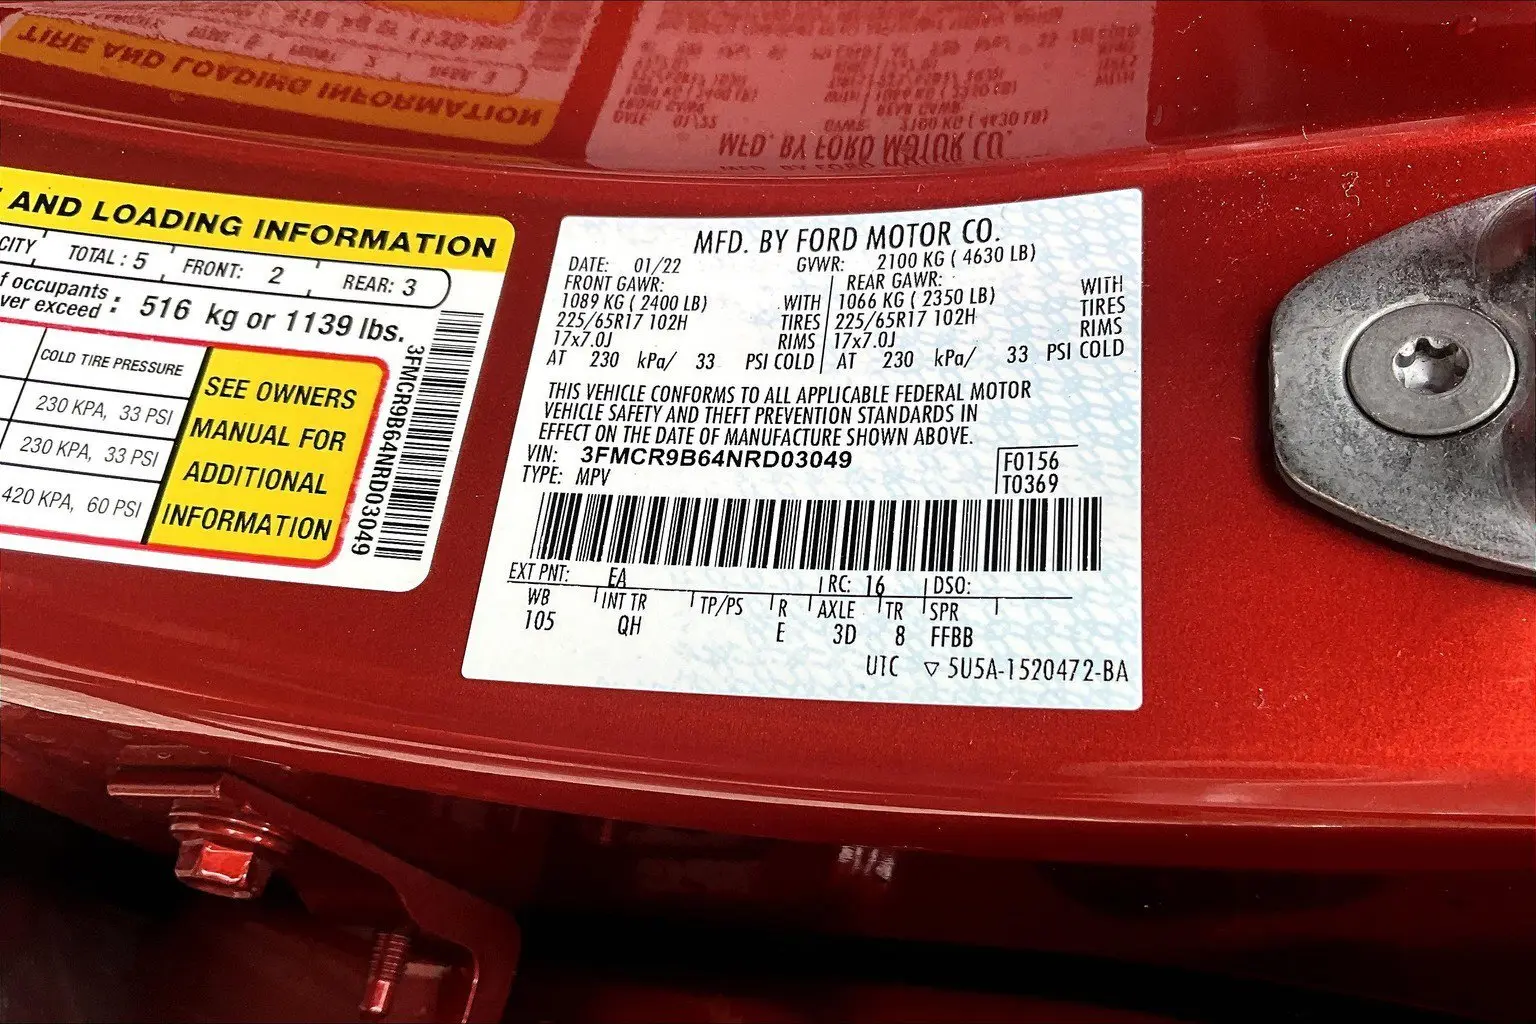 AND LOADING INFORMATION
CITY TOTAL: 5 FRONT: 2 REAR: 3
f occupants
ver exceed : 516 kg or 1139 lbs.
COLD TIRE PRESSURE
230 KPA, 33 PSI
230 KPA, 33 PSI
420 KPA, 60 PSI
SEE OWNERS
MANUAL FOR
ADDITIONAL
INFORMATION
3FMCR9B64NRD03049
MFD. BY FORD MOTOR CO.
DATE: 01/22 GVWR: 2100 KG ( 4630 LB)
FRONT GAWR: REAR GAWR: WITH
1089 KG ( 2400 LB) WITH 1066 KG ( 2350 LB) TIRES
225/65R17 102H TIRES 225/65R17 102H RIMS
17x7.0J RIMS 17x7.0J
AT 230 kPa/ 33 PSI COLD AT 230 kPa/ 33 PSI COLD
THIS VEHICLE CONFORMS TO ALL APPLICABLE FEDERAL MOTOR
VEHICLE SAFETY AND THEFT PREVENTION STANDARDS IN
EFFECT ON THE DATE OF MANUFACTURE SHOWN ABOVE.
VIN: 3FMCR9B64NRD03049 F0156
TYPE: MPV T0369
EXT PNT: EA RC: 16 DSO:
WB INT TR TP/PS R AXLE TR SPR
105 QH E 3D 8 FFBB
UTC ▽ 5U5A-1520472-BA
TIRE AND LOADING INFORMATION
MFD. BY FORD MOTOR CO.